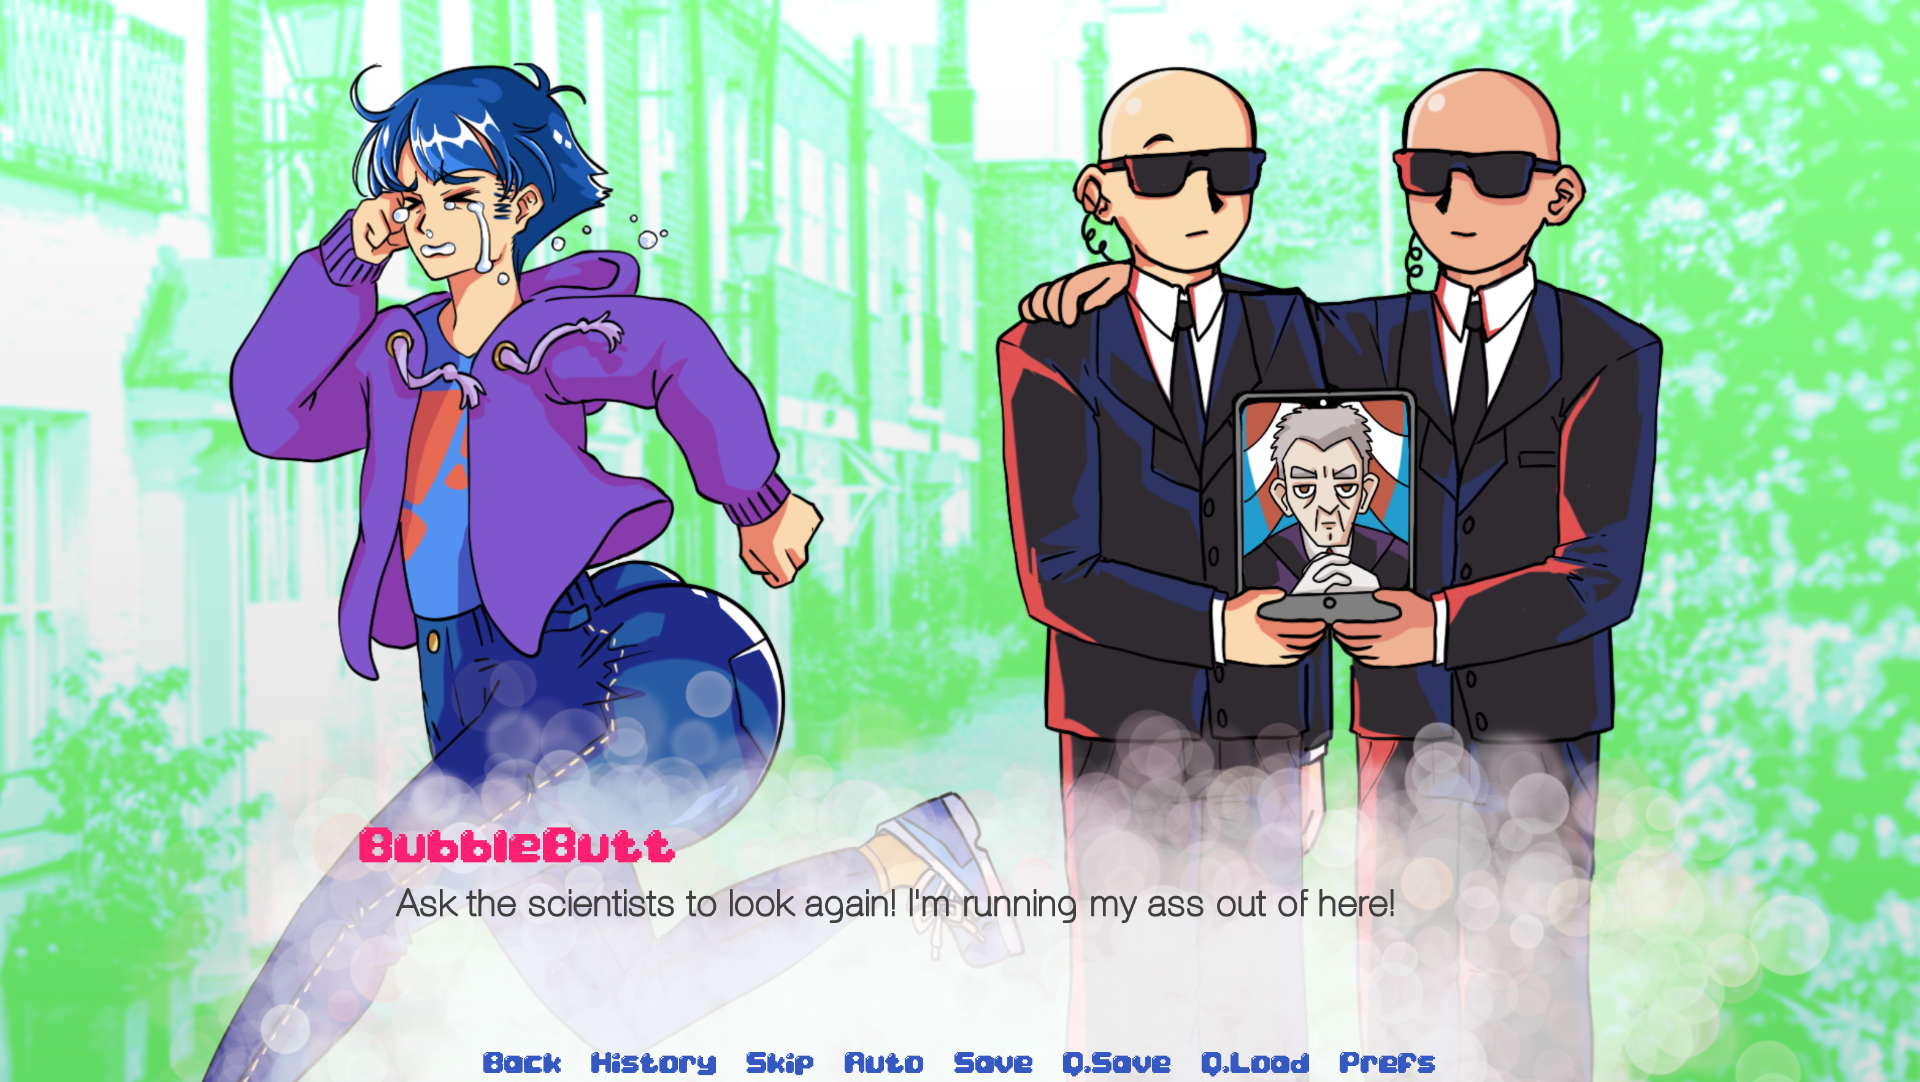 BubbleButt
Ask the scientists to look again! I'm running my ass out of here!
Back History Skip Auto Save Q.Save Q.Load Prefs